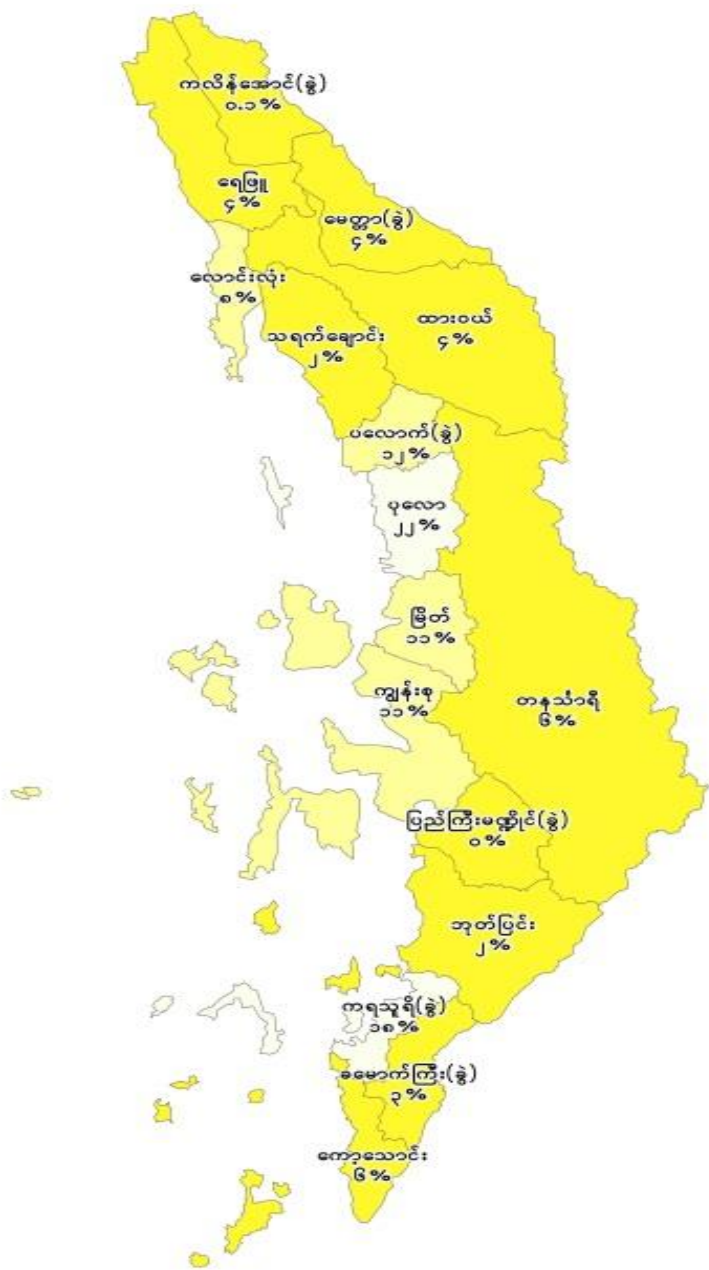 ကလိန်အောင်(ခွဲ)
၀.၁%
ရေဖြူ
၄%
မေတ္တာ(ခွဲ)
၄%
လောင်းလုံး
၈%
ထားဝယ်
၄%
သရက်ချောင်း
၂%
ပလောက်(ခွဲ)
၁၂%
ပုလော
၂၂%
မြိတ်
၁၁%
ကျွန်းစု
၁၁%
တနင်္သာရီ
၆%
ပြည်ကြီးမဏ္ဍိုင်(ခွဲ)
၀%
ဘုတ်ပြင်း
၂%
ကရသူရိ(ခွဲ)
၁၈%
ခမောက်ကြီး(ခွဲ)
၃%
ကော့သောင်း
၆%